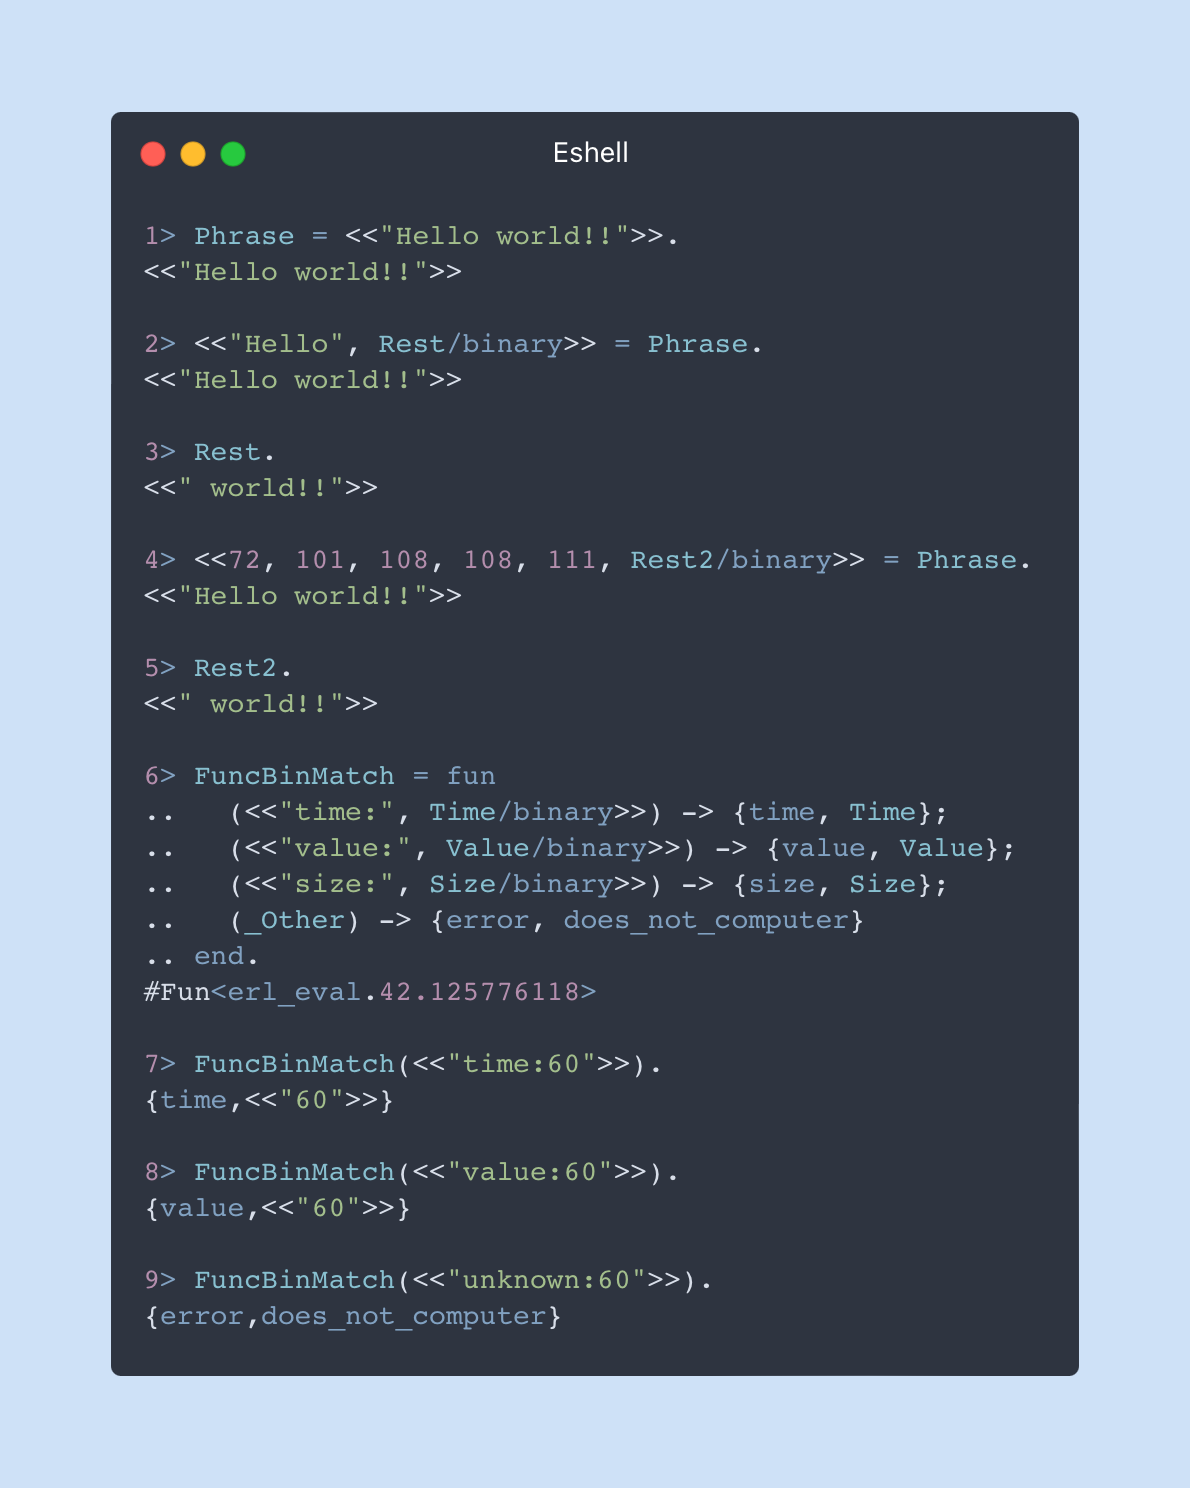 Eshell
1> Phrase = <<"Hello world!!">>.
<<"Hello world!!">>
2> <<"Hello", Rest/binary>> = Phrase.
<<"Hello world!!">>
3> Rest.
<<" world!!">>
4> <<72, 101, 108, 108, 111, Rest2/binary>> = Phrase.
<<"Hello world!!">>
5> Rest2.
<<" world!!">>
6> FuncBinMatch = fun
..   (<<"time:", Time/binary>>) -> {time, Time};
..   (<<"value:", Value/binary>>) -> {value, Value};
..   (<<"size:", Size/binary>>) -> {size, Size};
..   (_Other) -> {error, does_not_computer}
.. end.
#Fun<erl_eval.42.125776118>
7> FuncBinMatch(<<"time:60">>).
{time,<<"60">>}
8> FuncBinMatch(<<"value:60">>).
{value,<<"60">>}
9> FuncBinMatch(<<"unknown:60">>).
{error,does_not_computer}